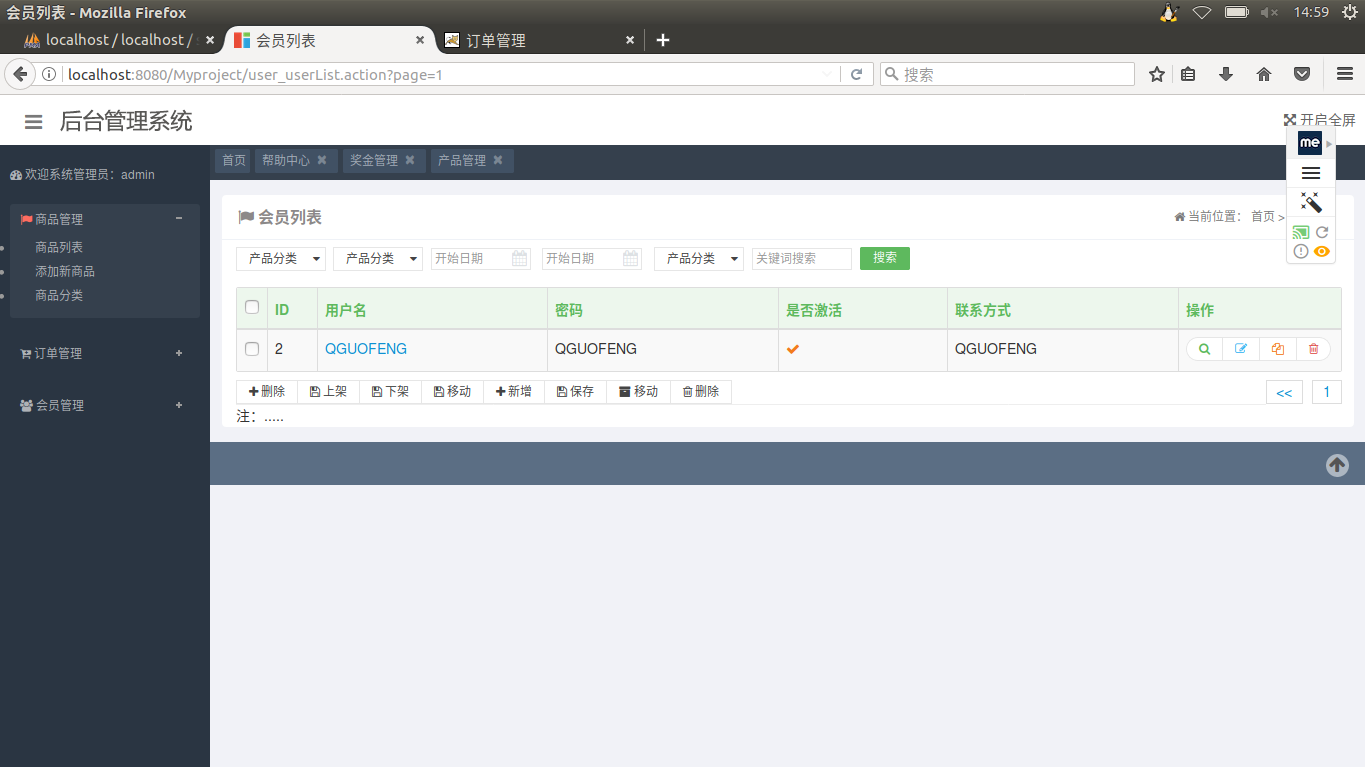 会员列表 - Mozilla Firefox
14:59
localhost / localhost /
会员列表
订单管理
localhost:8080/Myproject/user_userList.action?page=1
搜索
后台管理系统
开启全屏
me
首页 帮助中心 奖金管理 产品管理
欢迎系统管理员：admin
商品管理
商品列表
添加新商品
商品分类
订单管理
会员管理
会员列表
当前位置： 首页 >
产品分类 产品分类 开始日期 开始日期 产品分类 关键词搜索 搜索
ID 用户名 密码 是否激活 联系方式 操作
2 QGUOFENG QGUOFENG QGUOFENG
删除 上架 下架 移动 新增 保存 移动 删除
<< 1
注：.....